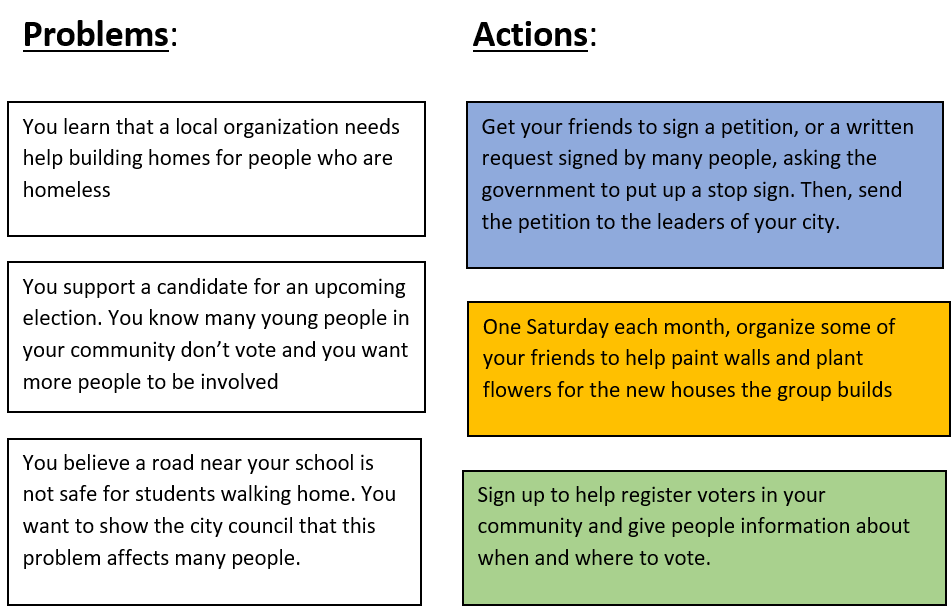 Problems:
You learn that a local organization needs
help building homes for people who are
homeless
You support a candidate for an upcoming
election. You know many young people in
your community don’t vote and you want
more people to be involved
You believe a road near your school is
not safe for students walking home. You
want to show the city council that this
problem affects many people.
Actions:
Get your friends to sign a petition, or a written
request signed by many people, asking the
government to put up a stop sign. Then, send
the petition to the leaders of your city.
One Saturday each month, organize some of
your friends to help paint walls and plant
flowers for the new houses the group builds
Sign up to help register voters in your
community and give people information about
when and where to vote.